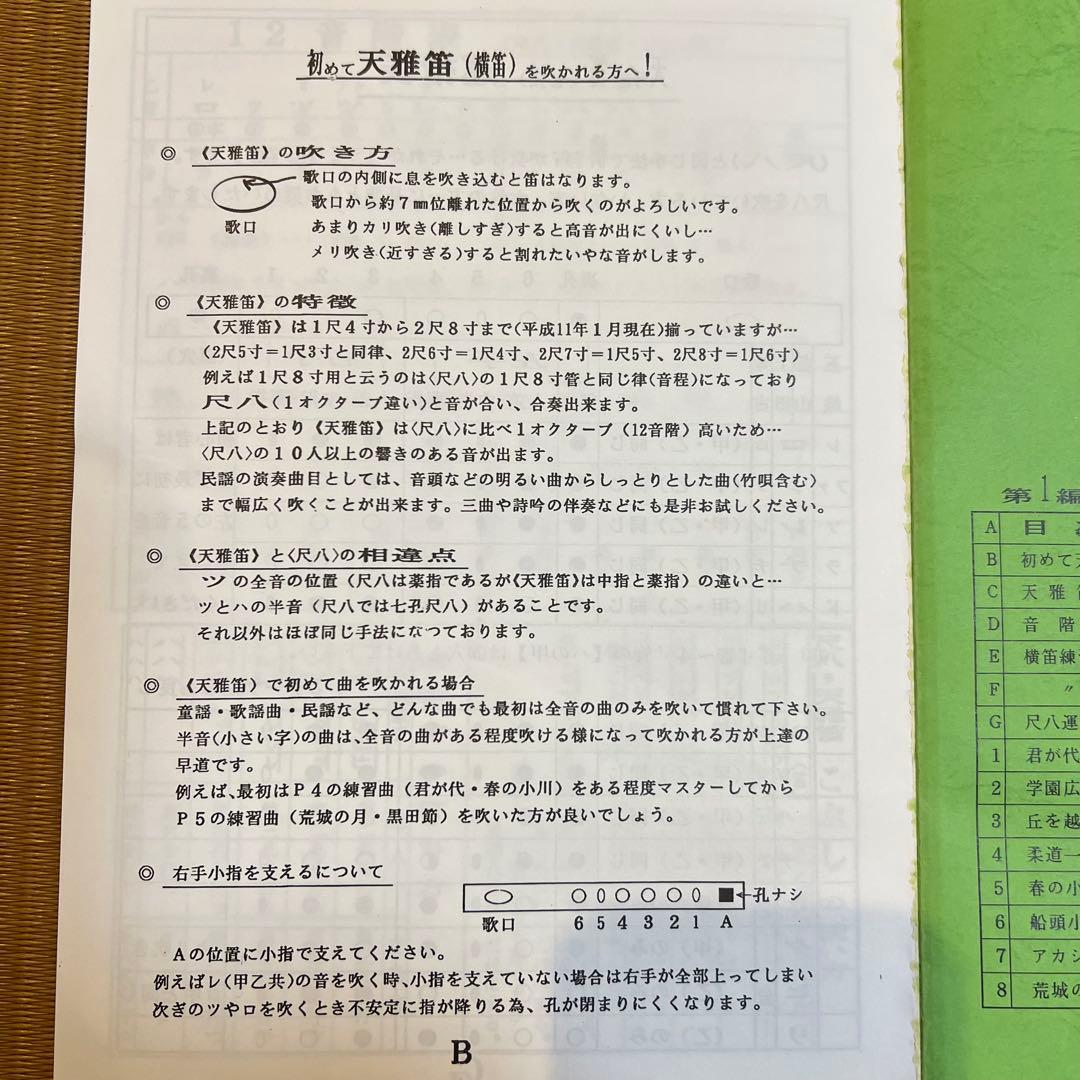 初めて天雅笛(横笛)を吹かれる方へ!
◎ 《天雅笛》の吹き方
歌口の内側に息を吹き込むと笛はなります。
歌口から約7㎜位離れた位置から吹くのがよろしいです。
歌口
あまりカリ吹き(離しすぎ)すると高音が出にくいし…
メリ吹き(近すぎる)すると割れたいやな音がします。
◎ 《天雅笛》の特徴
《天雅笛》は1尺4寸から2尺8寸まで(平成11年1月現在)揃っていますが…
(2尺5寸=1尺3寸と同律、2尺6寸=1尺4寸、2尺7寸=1尺5寸、2尺8寸=1尺6寸)
例えば1尺8寸用と云うのは〈尺八〉の1尺8寸管と同じ律(音程)になっており
尺八(1オクターブ違い)と音が合い、合奏出来ます。
上記のとおり《天雅笛》は〈尺八〉に比べ1オクターブ(12音階)高いため…
〈尺八〉の10人以上の響きのある音が出ます。
民謡の演奏曲目としては、音頭などの明るい曲からしっとりとした曲(竹唄含む)
まで幅広く吹くことが出来ます。三曲や詩吟の伴奏などにも是非お試しください。
◎ 《天雅笛》と〈尺八〉の相違点
ツの全音の位置(尺八は薬指であるが《天雅笛》は中指と薬指)の違いと…
ツとハの半音(尺八では七孔尺八)があることです。
それ以外はほぼ同じ手法になつております。
◎ 《天雅笛》で初めて曲を吹かれる場合
童謡・歌謡曲・民謡など、どんな曲でも最初は全音の曲のみを吹いて慣れて下さい。
半音(小さい字)の曲は、全音の曲がある程度吹ける様になって吹かれる方が上達の
早道です。
例えば、最初はP4の練習曲(君が代・春の小川)をある程度マスターしてから
P5の練習曲(荒城の月・黒田節)を吹いた方が良いでしょう。
◎ 右手小指を支えるについて
孔ナシ
歌口 6 5 4 3 2 1 A
Aの位置に小指で支えてください。
例えばレ(甲乙共)の音を吹く時、小指を支えていない場合は右手が全部上ってしまい
次ぎのツやロを吹くとき不安定に指が降りる為、孔が閉まりにくくなります。
B
第1編
A 目
B 初めて天
C 天雅
D 音階
E 横笛練
F 〃
G 尺八運
1 君が代
2 学園広
3 丘を越
4 柔道一
5 春の小
6 船頭小
7 アカシ
8 荒城の